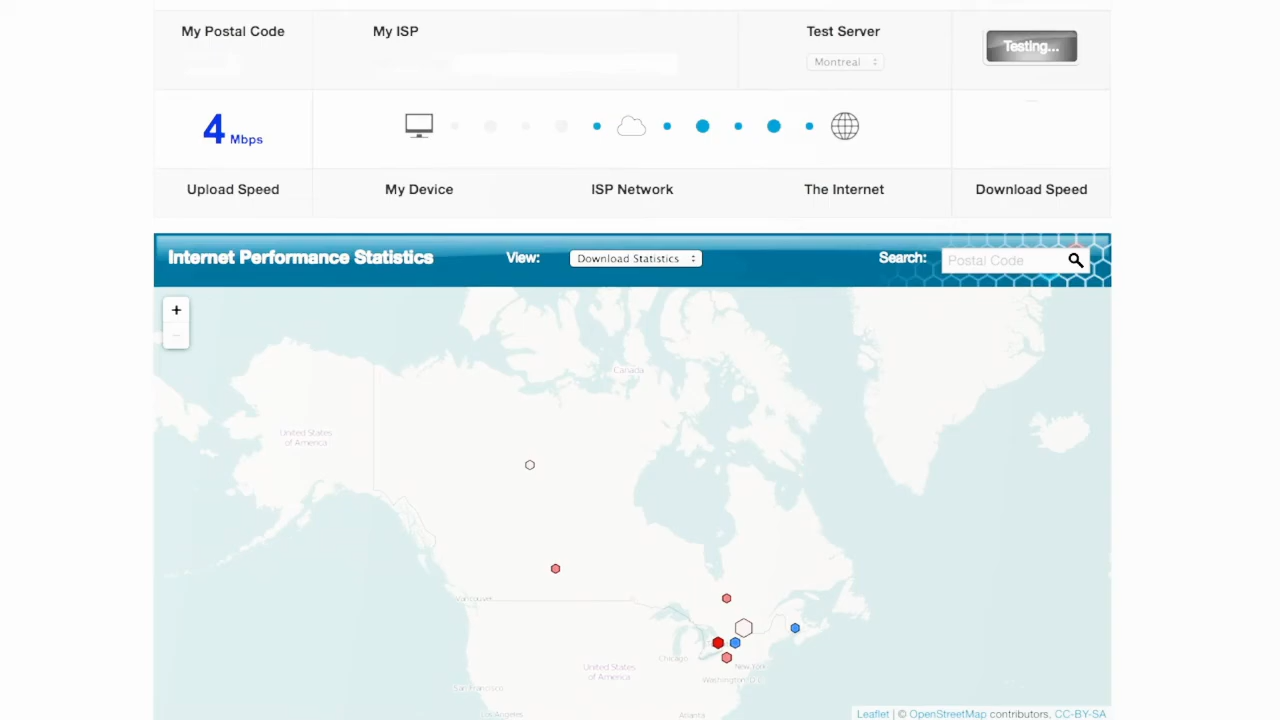 My Postal Code
My ISP
Test Server
Montreal
Testing...
4 Mbps
Upload Speed
My Device
ISP Network
The Internet
Download Speed
Internet Performance Statistics
View:
Download Statistics
Search:
Postal Code
+
Canada
United States
of America
Vancouver
Chicago
New York
United States
of America
Washington, D.C.
San Francisco
Los Angeles
Atlanta
Leaflet | © OpenStreetMap contributors, CC-BY-SA